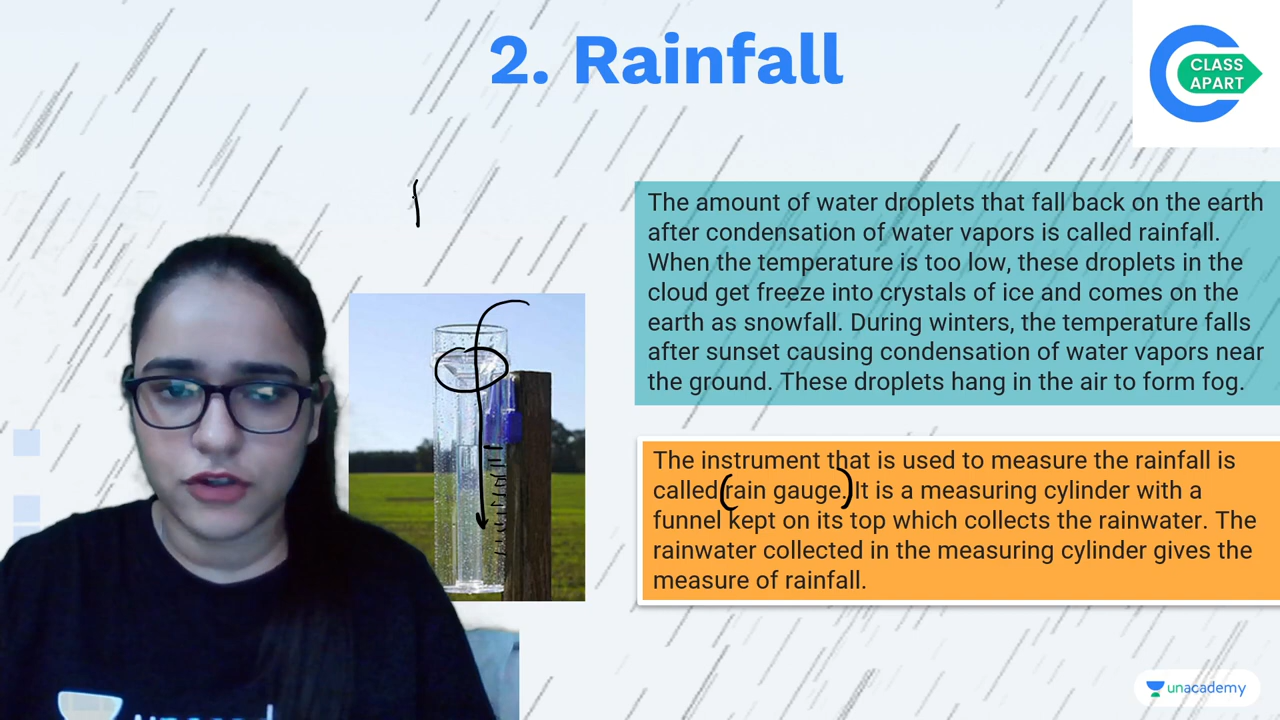 2. Rainfall
CLASS
APART
The amount of water droplets that fall back on the earth
after condensation of water vapors is called rainfall.
When the temperature is too low, these droplets in the
cloud get freeze into crystals of ice and comes on the
earth as snowfall. During winters, the temperature falls
after sunset causing condensation of water vapors near
the ground. These droplets hang in the air to form fog.
The instrument that is used to measure the rainfall is
called rain gauge. It is a measuring cylinder with a
funnel kept on its top which collects the rainwater. The
rainwater collected in the measuring cylinder gives the
measure of rainfall.
unacademy